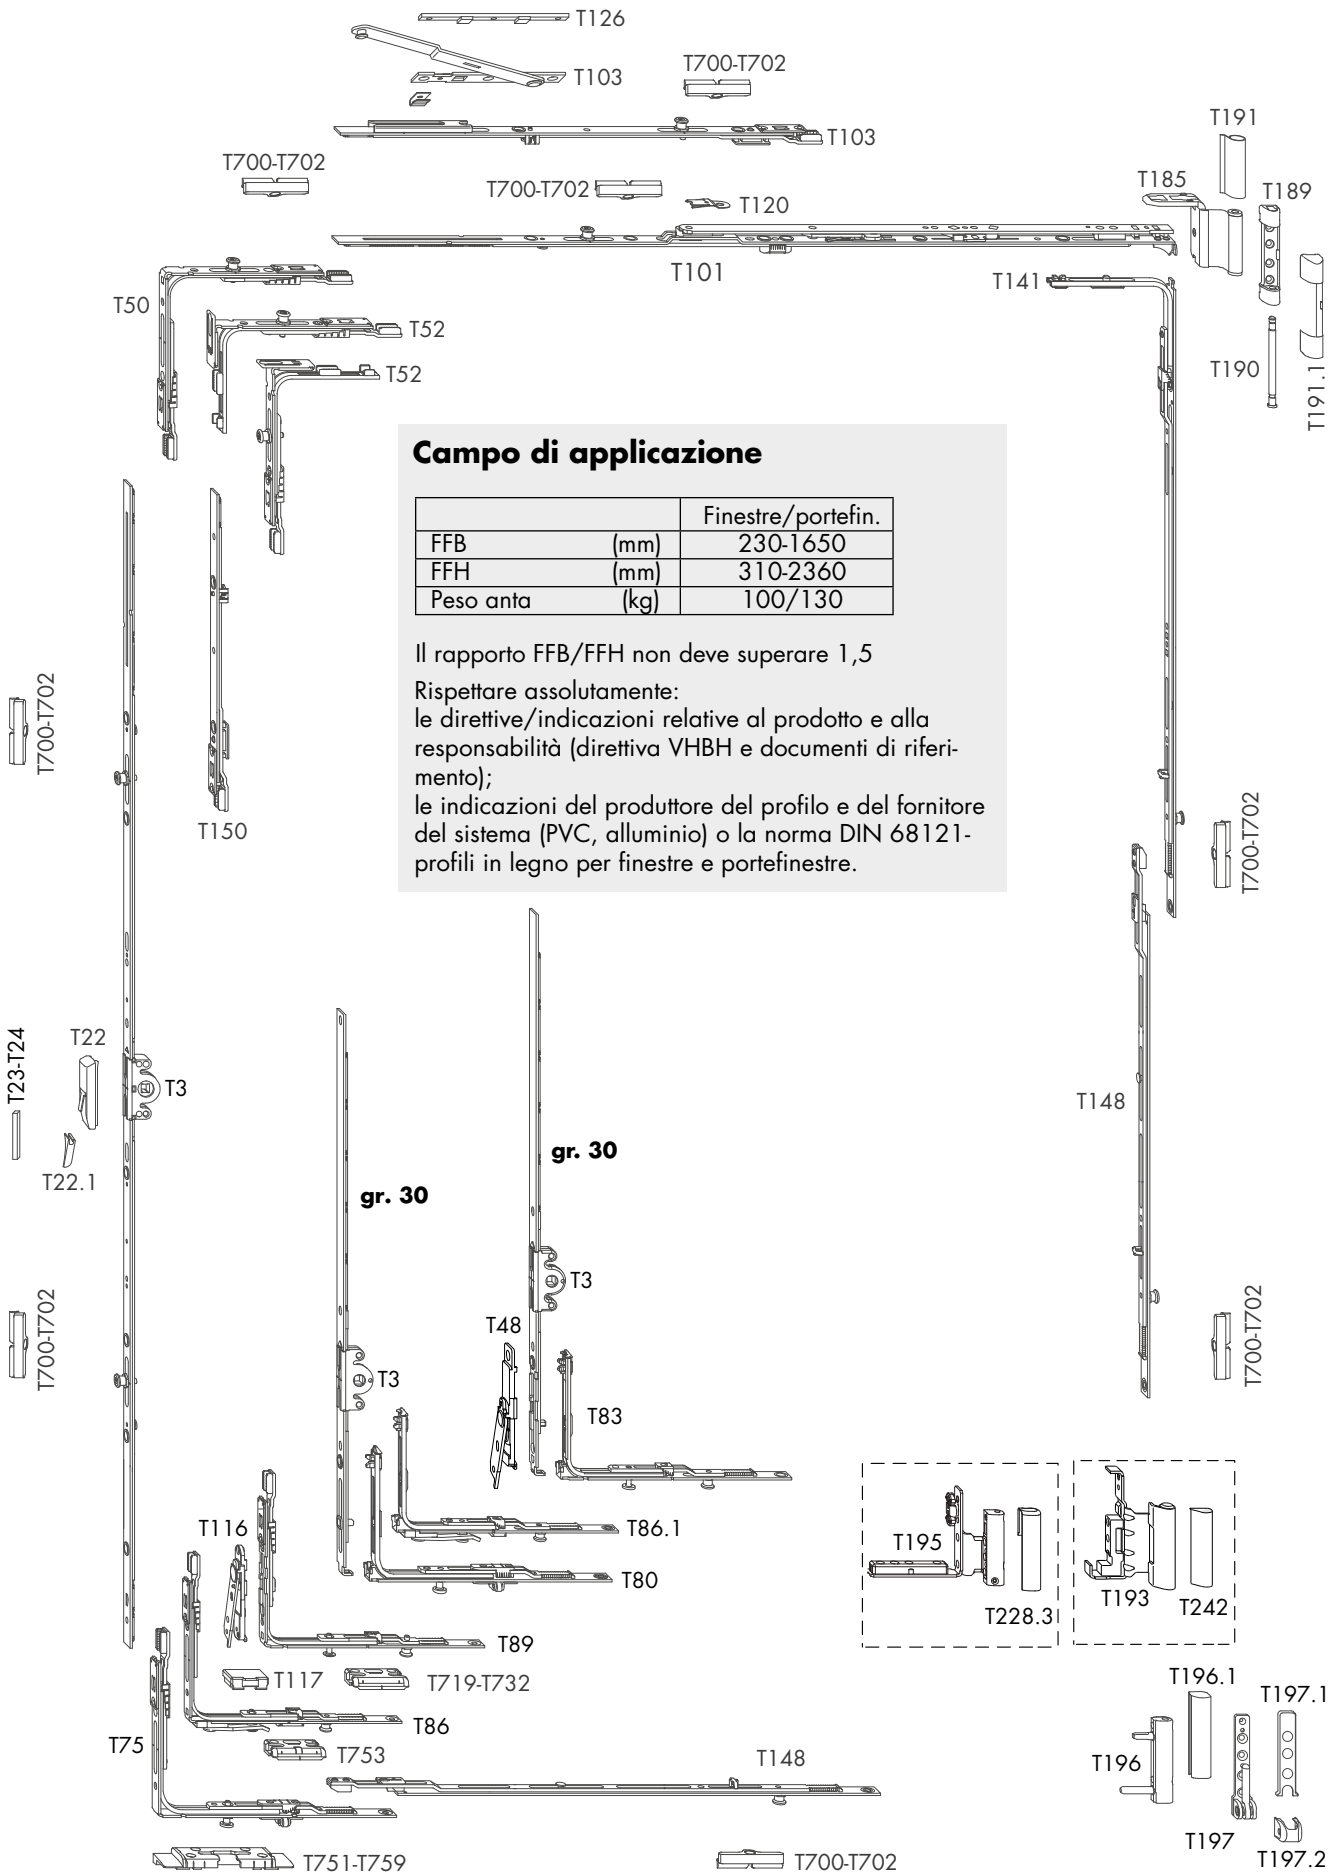 T126
T103
T700-T702
T103
T191
T700-T702
T700-T702
T185
T189
T120
T101
T141
T50
T52
T52
T190
T191.1
Campo di applicazione
Finestre/portefin.
FFB (mm) 230-1650
FFH (mm) 310-2360
Peso anta (kg) 100/130
Il rapporto FFB/FFH non deve superare 1,5
Rispettare assolutamente:
le direttive/indicazioni relative al prodotto e alla
responsabilità (direttiva VHBH e documenti di riferi-
mento);
le indicazioni del produttore del profilo e del fornitore
del sistema (PVC, alluminio) o la norma DIN 68121-
profili in legno per finestre e portefinestre.
T700-T702
T150
T700-T702
T23-T24
T22
T3
T148
T22.1
gr. 30
gr. 30
T3
T700-T702
T48
T700-T702
T3
T83
T116
T86.1
T195
T80
T193
T228.3
T242
T89
T117
T719-T732
T196.1
T197.1
T86
T75
T753
T148
T196
T197
T751-T759
T700-T702
T197.2